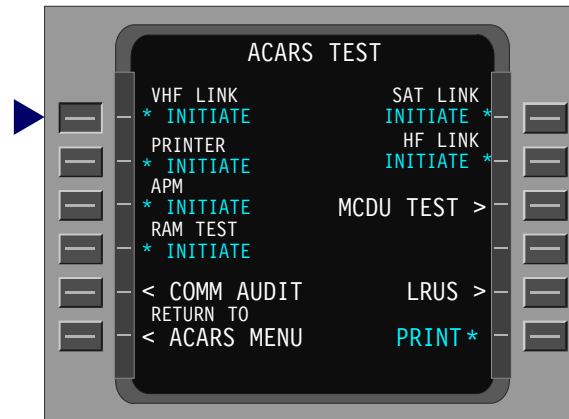 ACARS TEST
VHF LINK SAT LINK
* INITIATE INITIATE *
PRINTER HF LINK
* INITIATE INITIATE *
APM
* INITIATE MCDU TEST >
RAM TEST
* INITIATE
< COMM AUDIT LRUS >
RETURN TO
< ACARS MENU PRINT *